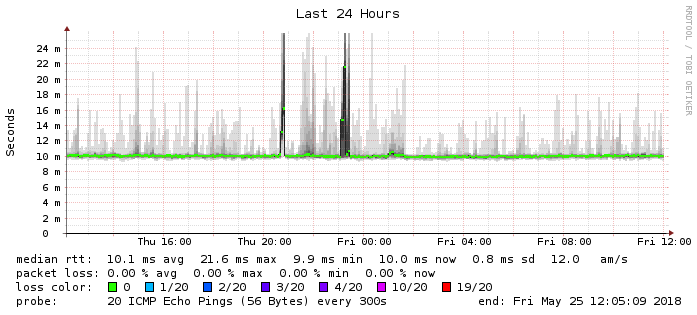 Last 24 Hours
RRDTOOL / TOBI OETIKER
Seconds
24 m
22 m
20 m
18 m
16 m
14 m
12 m
10 m
8 m
6 m
4 m
2 m
0
Thu 16:00 Thu 20:00 Fri 00:00 Fri 04:00 Fri 08:00 Fri 12:00
median rtt: 10.1 ms avg 21.6 ms max 9.9 ms min 10.0 ms now 0.8 ms sd 12.0 am/s
packet loss: 0.00 % avg 0.00 % max 0.00 % min 0.00 % now
loss color: 0 1/20 2/20 3/20 4/20 10/20 19/20
probe: 20 ICMP Echo Pings (56 Bytes) every 300s end: Fri May 25 12:05:09 2018